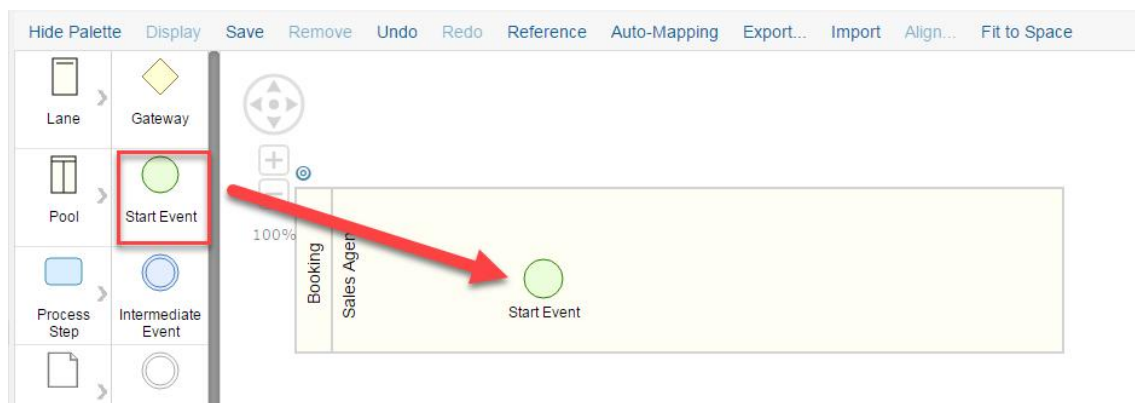 Hide Palette Display Save Remove Undo Redo Reference Auto-Mapping Export... Import Align... Fit to Space
Lane
Gateway
Pool
Start Event
100%
Booking
Sales Agen
Start Event
Process
Step
Intermediate
Event